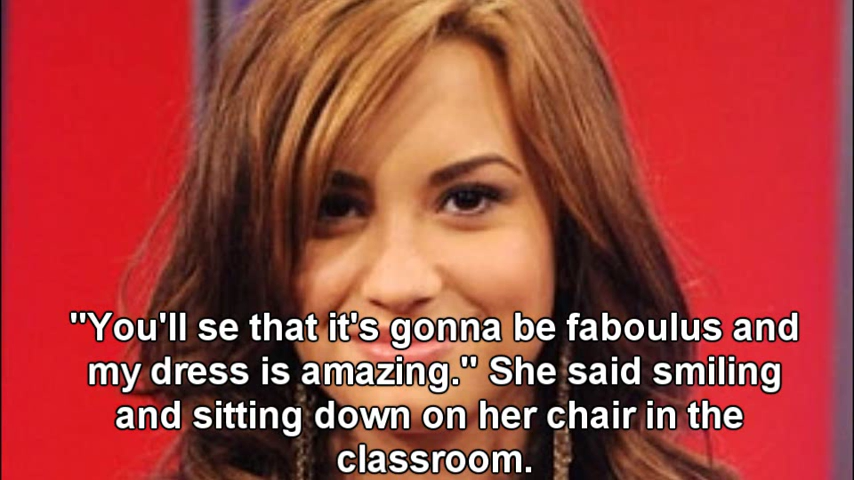 "You'll se that it's gonna be faboulus and
my dress is amazing." She said smiling
and sitting down on her chair in the
classroom.